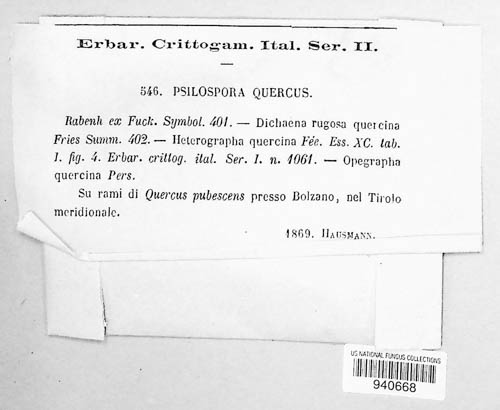 Erbar. Crittogam. Ital. Ser. II.
—
546. PSILOSPORA QUERCUS.
Rabenh ex Fuck. Symbol. 401. — Dichaena rugosa quercina
Fries Summ. 402. — Heterographa quercina Fée. Ess. XC. tab.
I. fig. 4. Erbar. crittog. ital. Ser. I. n. 1061. — Opegrapha
quercina Pers.
Su rami di Quercus pubescens presso Bolzano, nel Tirolo
meridionale.
1869. HAUSMANN.
US NATIONAL FUNGUS COLLECTIONS
940668